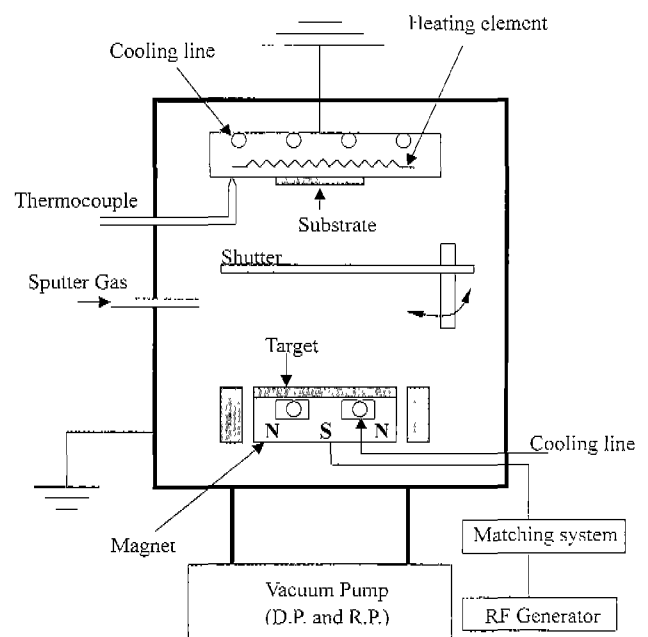 Heating element
Cooling line
Thermocouple
Substrate
Shutter
Sputter Gas
Target
N S N
Cooling line
Magnet
Matching system
Vacuum Pump
(D.P. and R.P.)
RF Generator